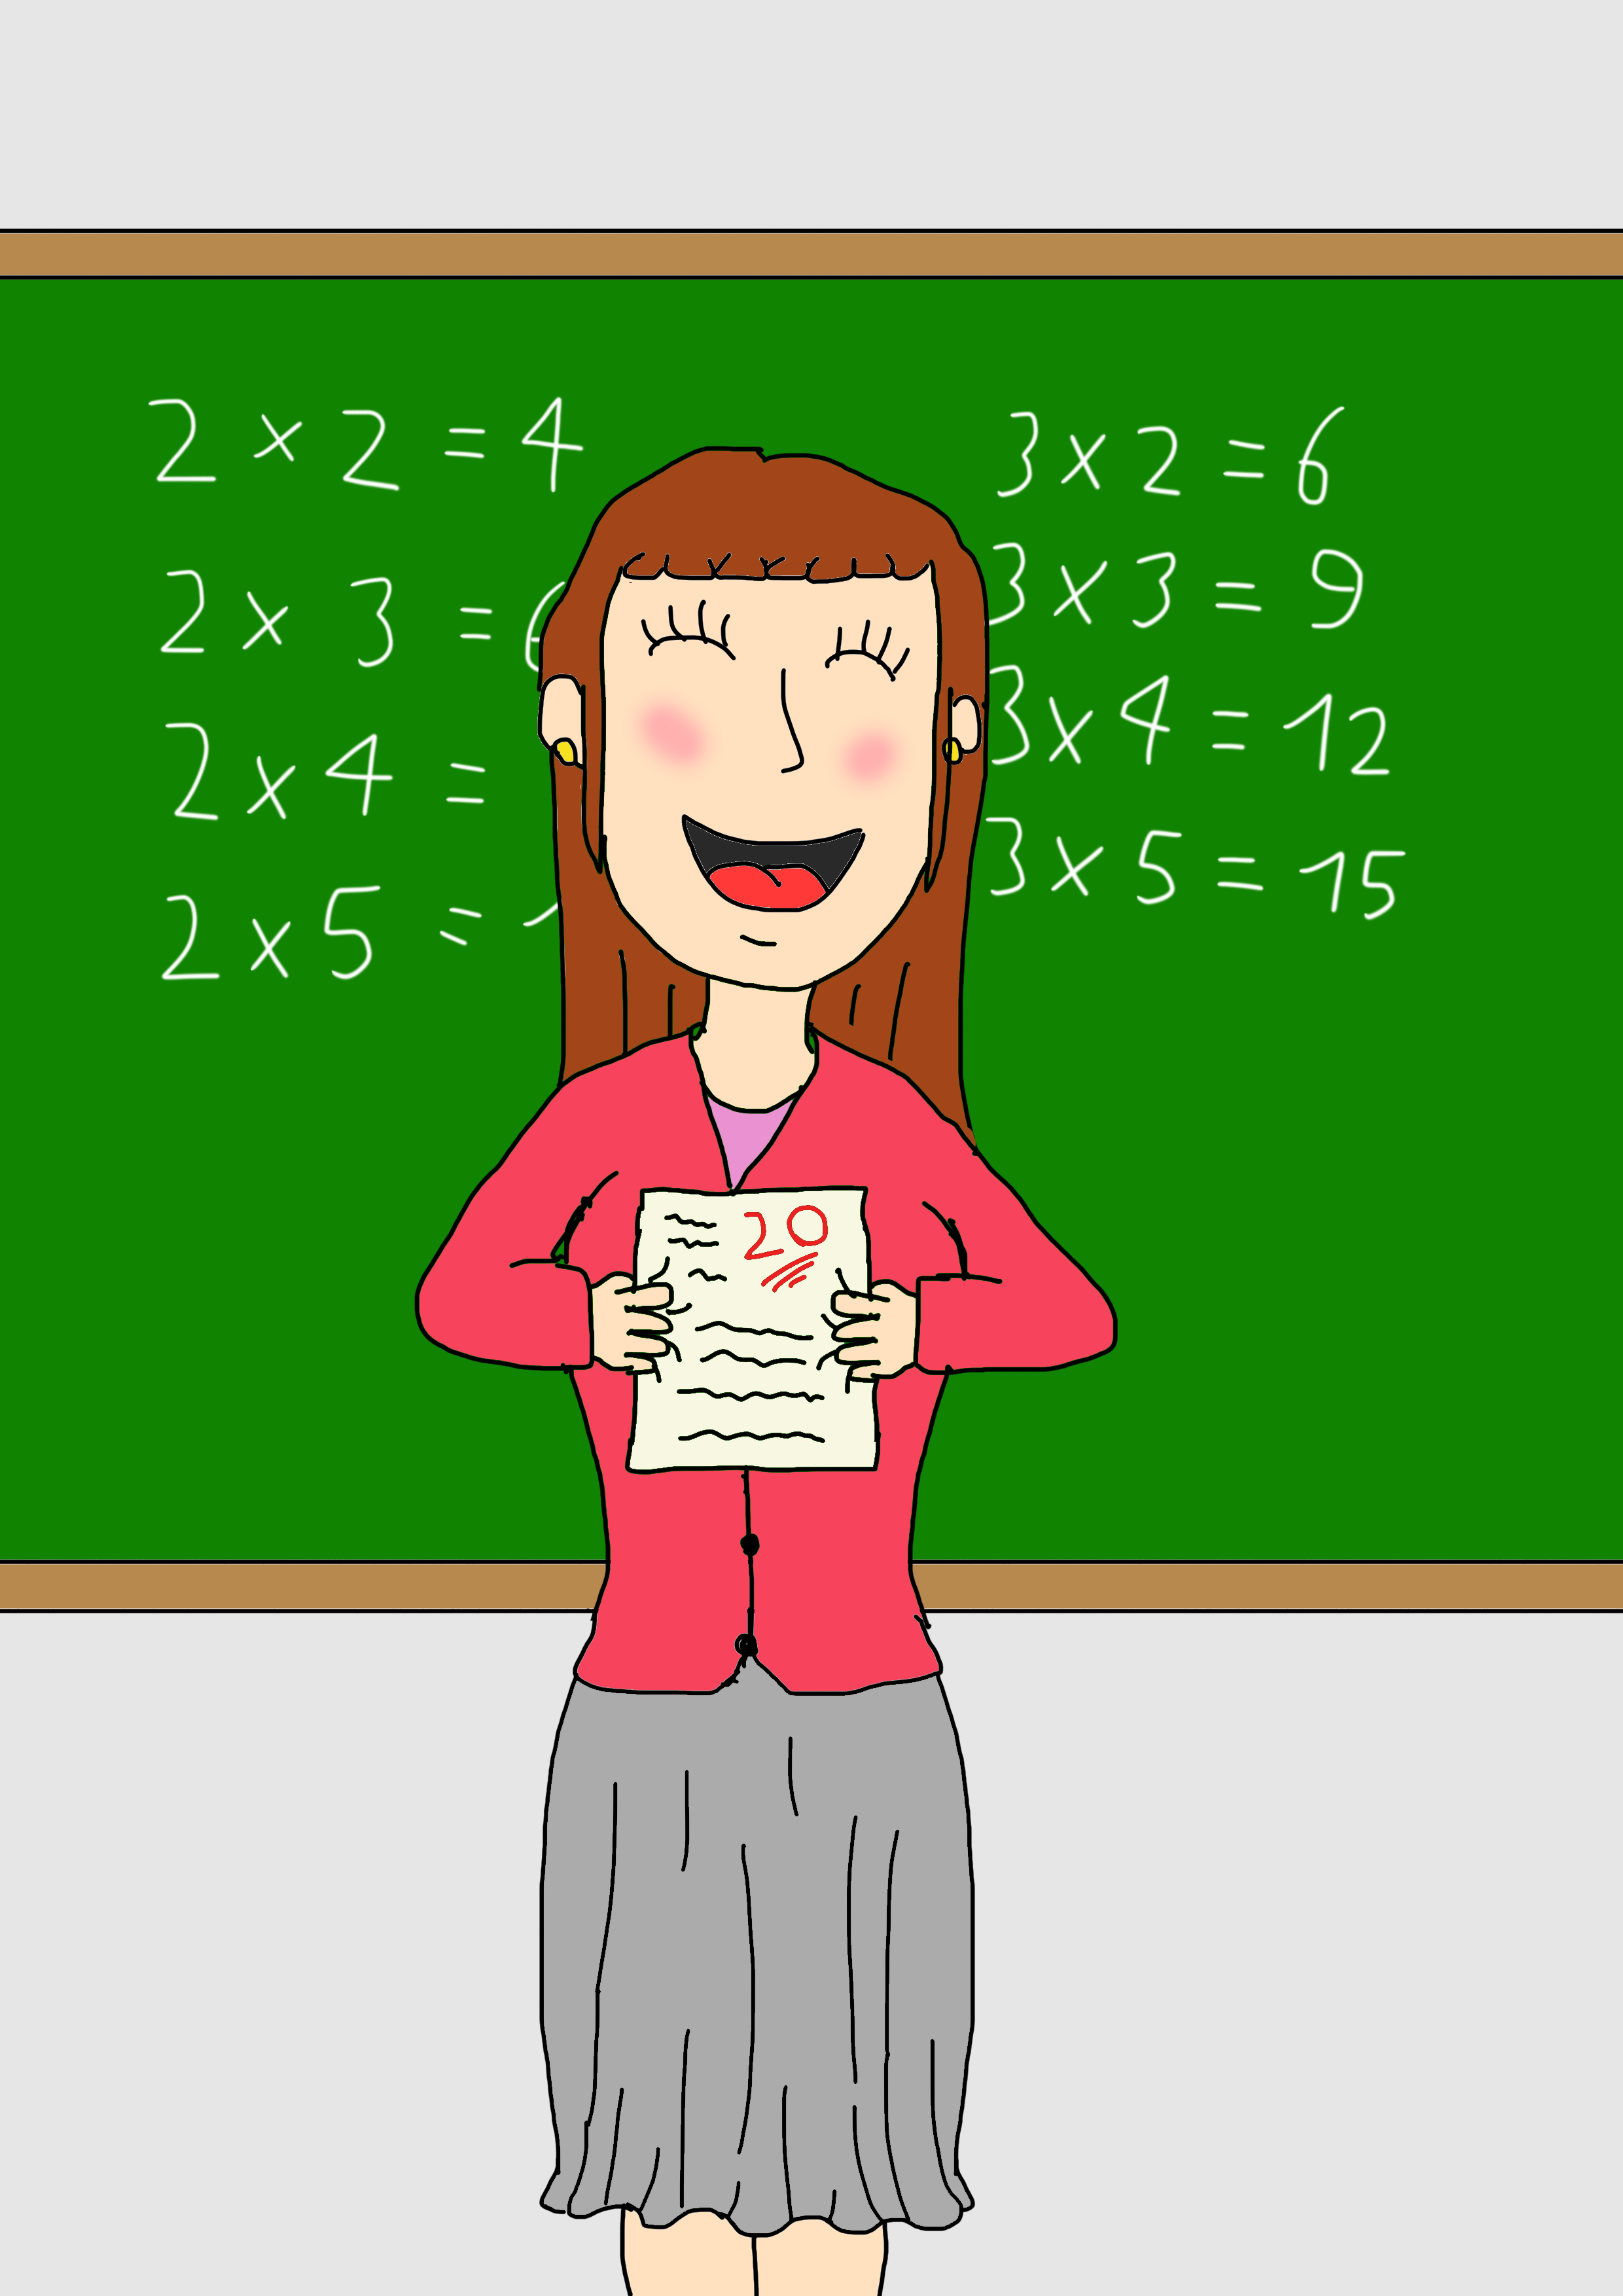 2 × 2 = 4
2 × 3 =
2 × 4 =
2 × 5 =
3 × 2 = 6
3 × 3 = 9
3 × 4 = 12
3 × 5 = 15
20